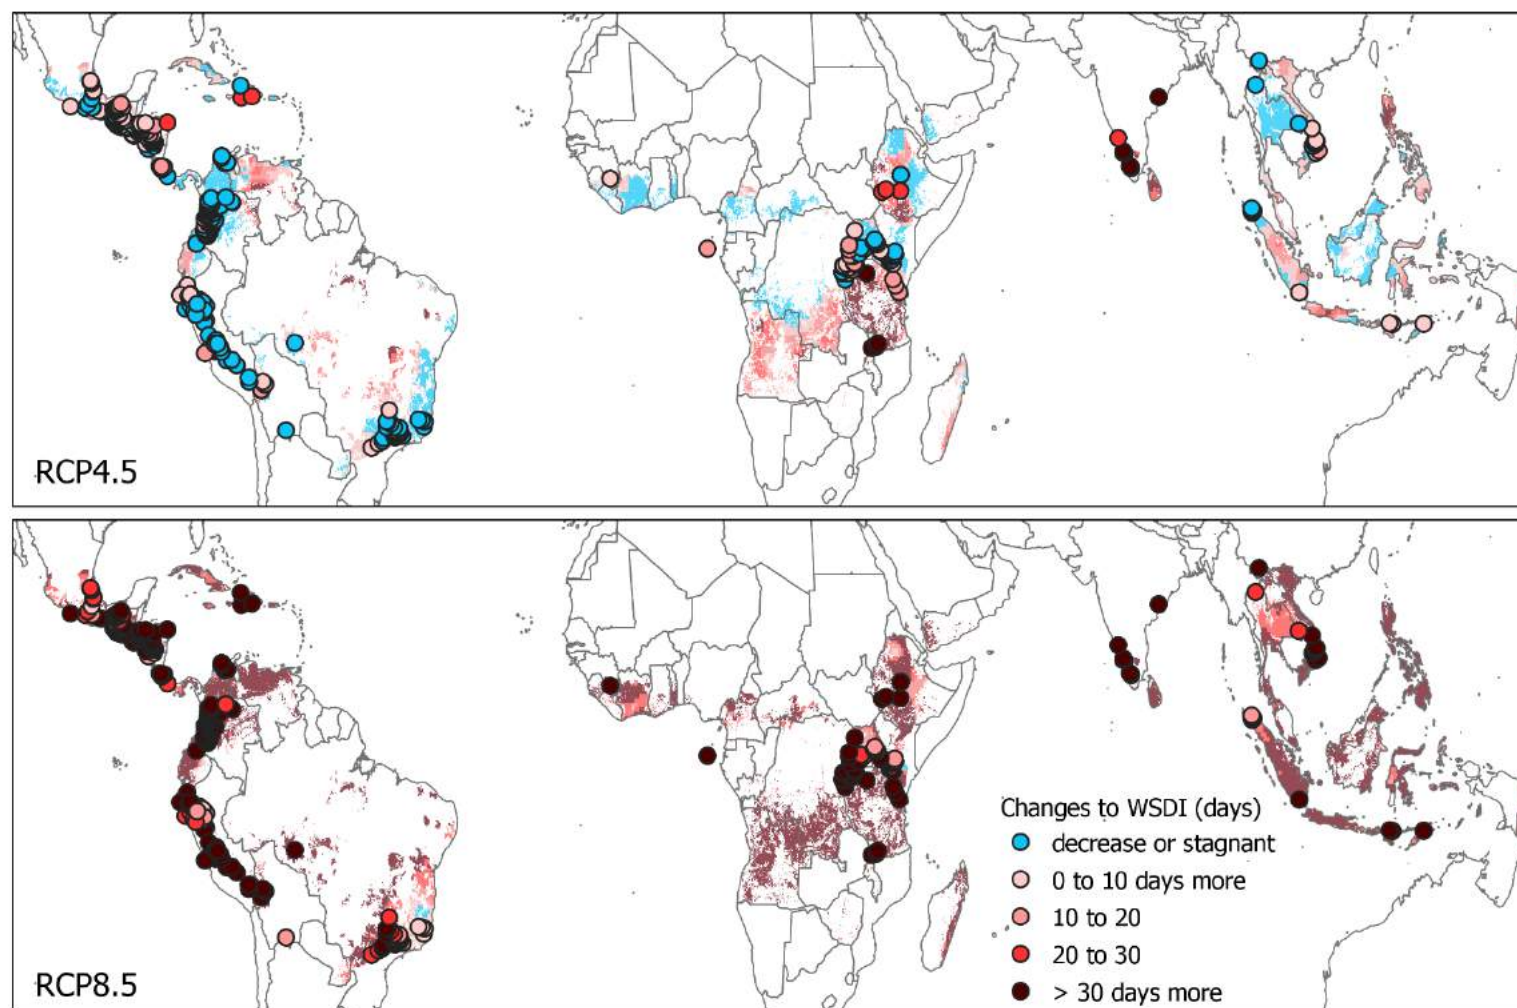 RCP4.5
Changes to WSDI (days)
decrease or stagnant
0 to 10 days more
10 to 20
20 to 30
> 30 days more
RCP8.5